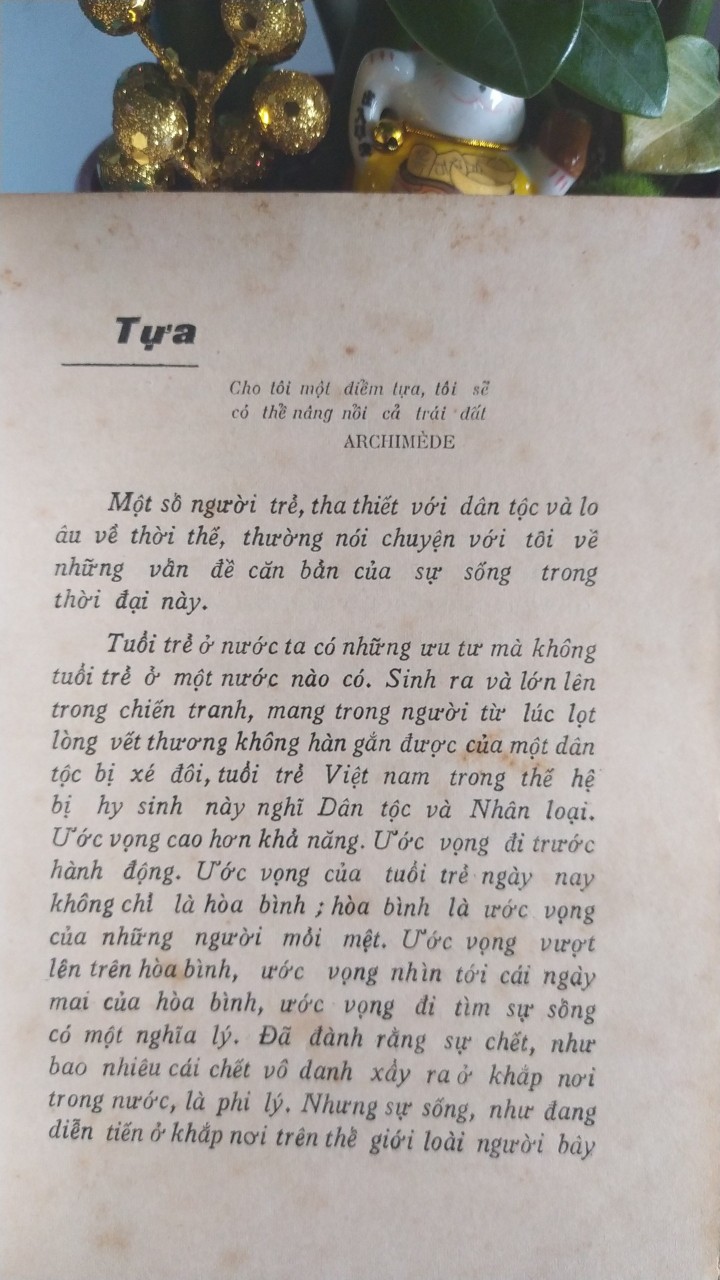 Tựa
Cho tôi một điểm tựa, tôi sẽ
có thể nâng nổi cả trái đất
ARCHIMÈDE
Một số người trẻ, tha thiết với dân tộc và lo
âu về thời thế, thường nói chuyện với tôi về
những vấn đề căn bản của sự sống trong
thời đại này.
Tuổi trẻ ở nước ta có những ưu tư mà không
tuổi trẻ ở một nước nào có. Sinh ra và lớn lên
trong chiến tranh, mang trong người từ lúc lọt
lòng vết thương không hàn gắn được của một dân
tộc bị xé đôi, tuổi trẻ Việt nam trong thế hệ
bị hy sinh này nghĩ Dân tộc và Nhân loại.
Ước vọng cao hơn khả năng. Ước vọng đi trước
hành động. Ước vọng của tuổi trẻ ngày nay
không chỉ là hòa bình ; hòa bình là ước vọng
của những người mỏi mệt. Ước vọng vượt
lên trên hòa bình, ước vọng nhìn tới cái ngày
mai của hòa bình, ước vọng đi tìm sự sống
có một nghĩa lý. Đã đành rằng sự chết, như
bao nhiêu cái chết vô danh xẩy ra ở khắp nơi
trong nước, là phi lý. Nhưng sự sống, như đang
diễn tiến ở khắp nơi trên thế giới loài người bây